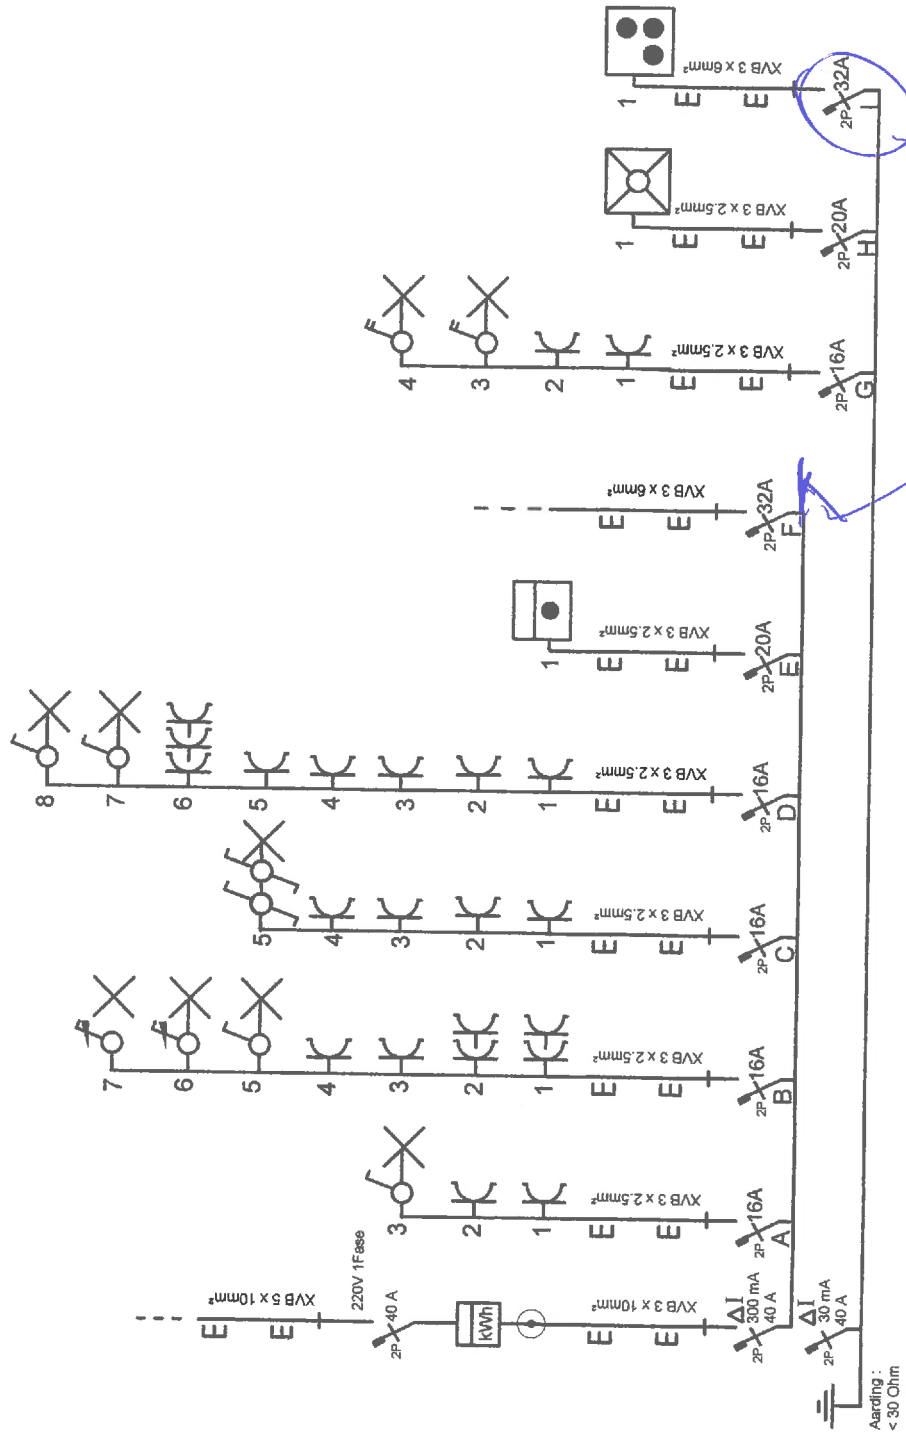 XVB 5 x 10mm²
220V 1Fase
2P 40 A
kWh
XVB 3 x 10mm²
ΔI
2P 300 mA
40 A
ΔI
2P 30 mA
40 A
Aarding :
< 30 Ohm
3
2
1
XVB 3 x 2.5mm²
2P 16A
A
7
6
5
4
3
2
1
XVB 3 x 2.5mm²
2P 16A
B
5
4
3
2
1
XVB 3 x 2.5mm²
2P 16A
C
8
7
6
5
4
3
2
1
XVB 3 x 2.5mm²
2P 16A
D
1
XVB 3 x 2.5mm²
2P 20A
E
XVB 3 x 6mm²
2P 32A
F
4
3
2
1
XVB 3 x 2.5mm²
2P 16A
G
1
XVB 3 x 2.5mm²
2P 20A
H
1
XVB 3 x 6mm²
2P 32A
I